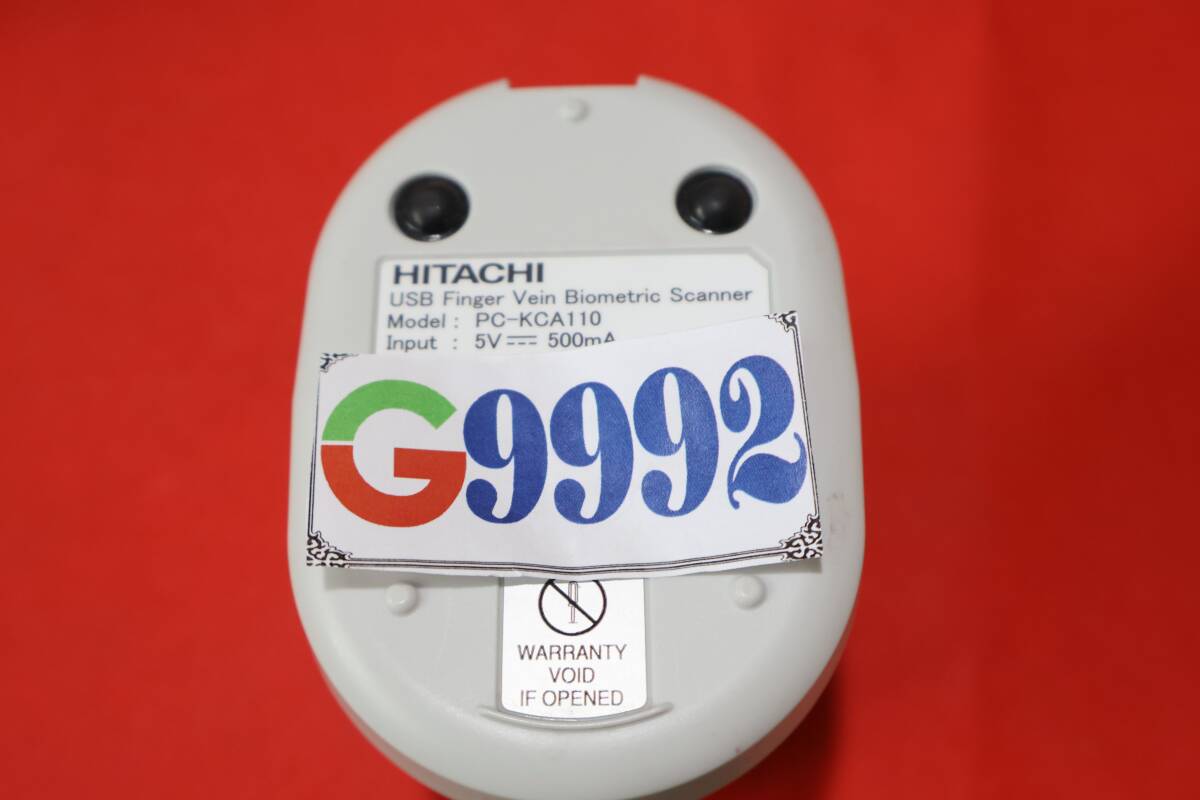 HITACHI
USB Finger Vein Biometric Scanner
Model : PC-KCA110
Input : 5V⎓ 500mA
G9992
WARRANTY
VOID
IF OPENED